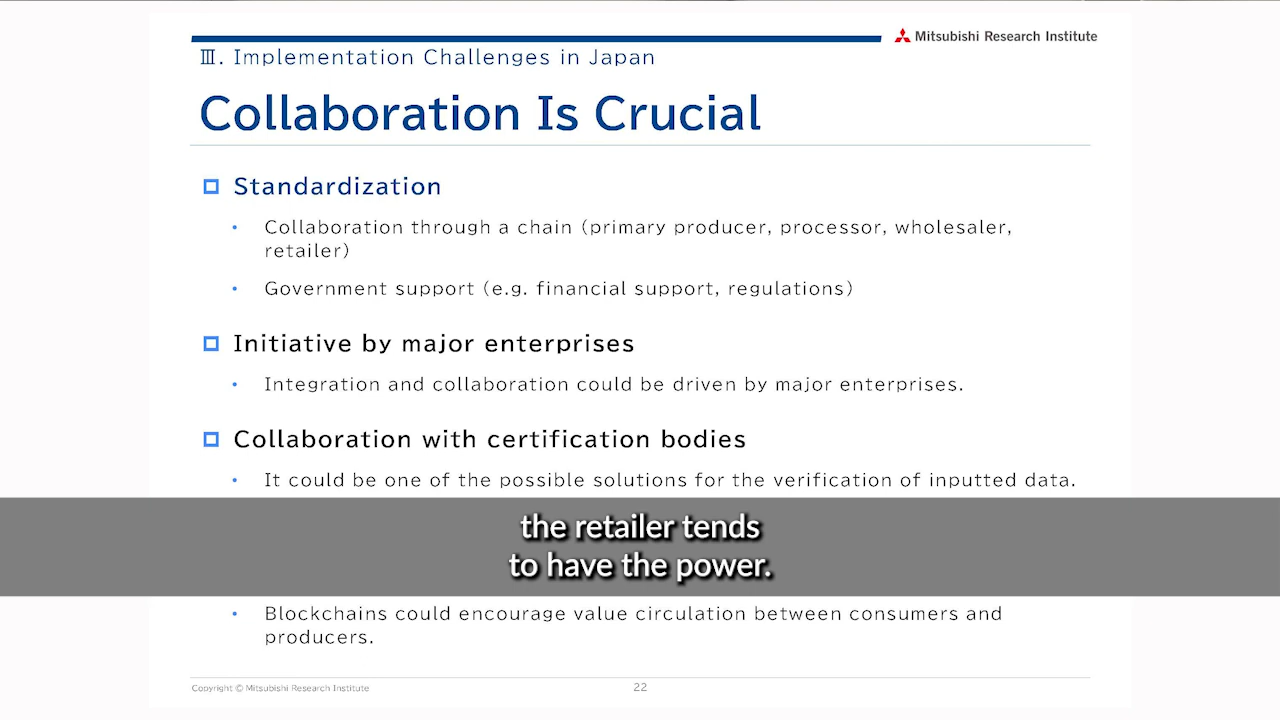 Mitsubishi Research Institute
Ⅲ. Implementation Challenges in Japan
Collaboration Is Crucial
Standardization
• Collaboration through a chain (primary producer, processor, wholesaler,
retailer)
• Government support (e.g. financial support, regulations)
Initiative by major enterprises
• Integration and collaboration could be driven by major enterprises.
Collaboration with certification bodies
• It could be one of the possible solutions for the verification of inputted data.
the retailer tends
to have the power.
• Blockchains could encourage value circulation between consumers and
producers.
Copyright © Mitsubishi Research Institute
22